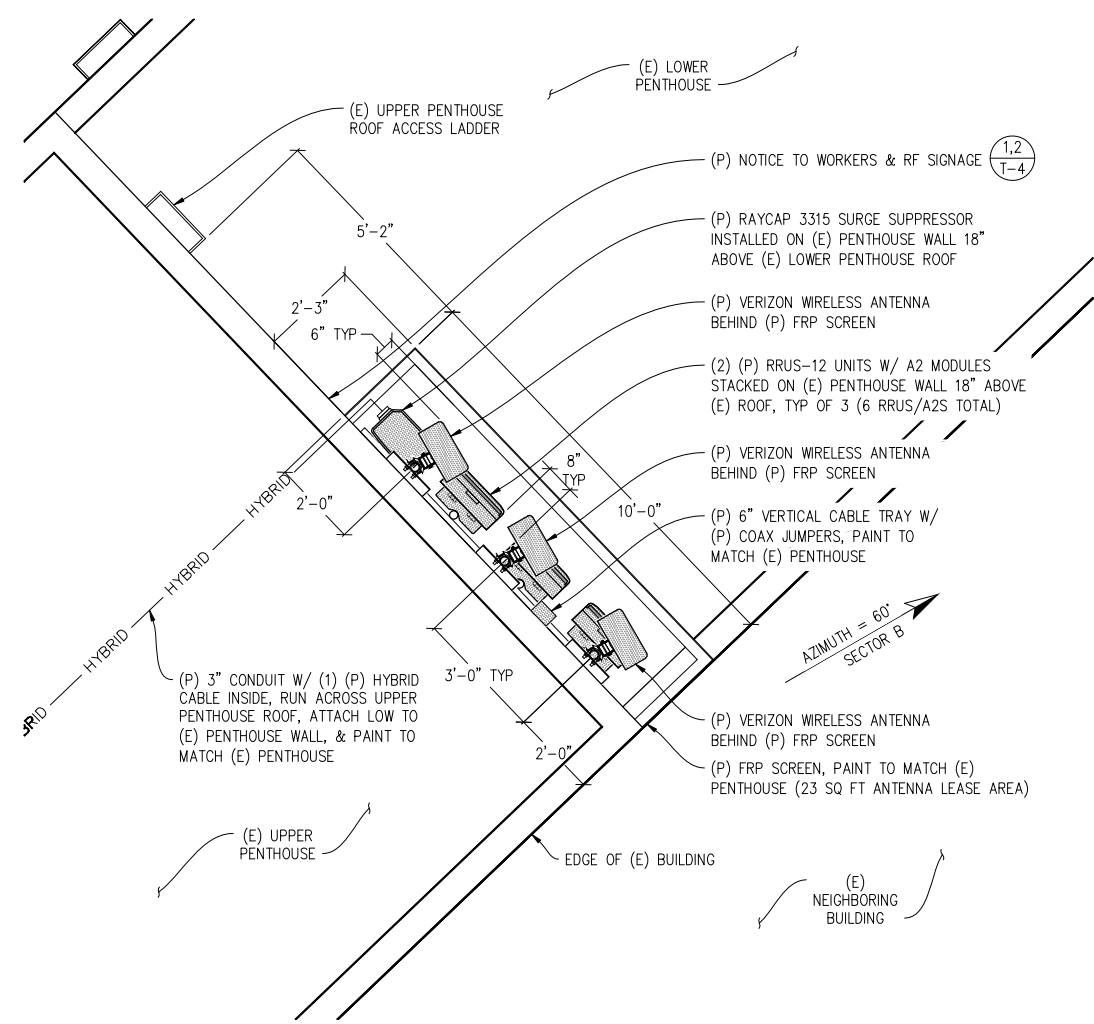 (E) LOWER
PENTHOUSE
(E) UPPER PENTHOUSE
ROOF ACCESS LADDER
(P) NOTICE TO WORKERS & RF SIGNAGE
1,2
T-4
(P) RAYCAP 3315 SURGE SUPPRESSOR
INSTALLED ON (E) PENTHOUSE WALL 18"
ABOVE (E) LOWER PENTHOUSE ROOF
5'-2"
2'-3"
6" TYP
(P) VERIZON WIRELESS ANTENNA
BEHIND (P) FRP SCREEN
(2) (P) RRUS-12 UNITS W/ A2 MODULES
STACKED ON (E) PENTHOUSE WALL 18" ABOVE
(E) ROOF, TYP OF 3 (6 RRUS/A2S TOTAL)
(P) VERIZON WIRELESS ANTENNA
BEHIND (P) FRP SCREEN
8"
TYP
2'-0"
10'-0"
(P) 6" VERTICAL CABLE TRAY W/
(P) COAX JUMPERS, PAINT TO
MATCH (E) PENTHOUSE
HYBRID
HYBRID
HYBRID
BRID
AZIMUTH = 60°
SECTOR B
3'-0" TYP
2'-0"
(P) 3" CONDUIT W/ (1) (P) HYBRID
CABLE INSIDE, RUN ACROSS UPPER
PENTHOUSE ROOF, ATTACH LOW TO
(E) PENTHOUSE WALL, & PAINT TO
MATCH (E) PENTHOUSE
(P) VERIZON WIRELESS ANTENNA
BEHIND (P) FRP SCREEN
(P) FRP SCREEN, PAINT TO MATCH (E)
PENTHOUSE (23 SQ FT ANTENNA LEASE AREA)
(E) UPPER
PENTHOUSE
EDGE OF (E) BUILDING
(E)
NEIGHBORING
BUILDING